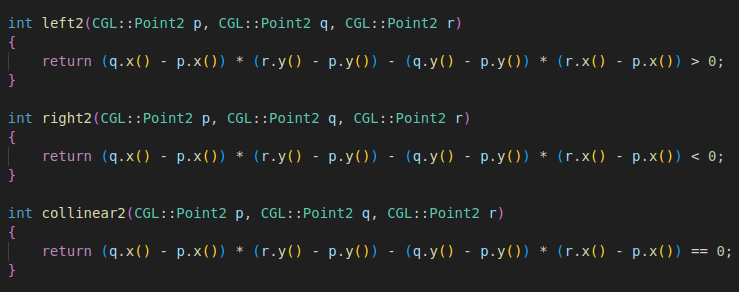 int left2(CGL::Point2 p, CGL::Point2 q, CGL::Point2 r)
{
    return (q.x() - p.x()) * (r.y() - p.y()) - (q.y() - p.y()) * (r.x() - p.x()) > 0;
}
int right2(CGL::Point2 p, CGL::Point2 q, CGL::Point2 r)
{
    return (q.x() - p.x()) * (r.y() - p.y()) - (q.y() - p.y()) * (r.x() - p.x()) < 0;
}
int collinear2(CGL::Point2 p, CGL::Point2 q, CGL::Point2 r)
{
    return (q.x() - p.x()) * (r.y() - p.y()) - (q.y() - p.y()) * (r.x() - p.x()) == 0;
}